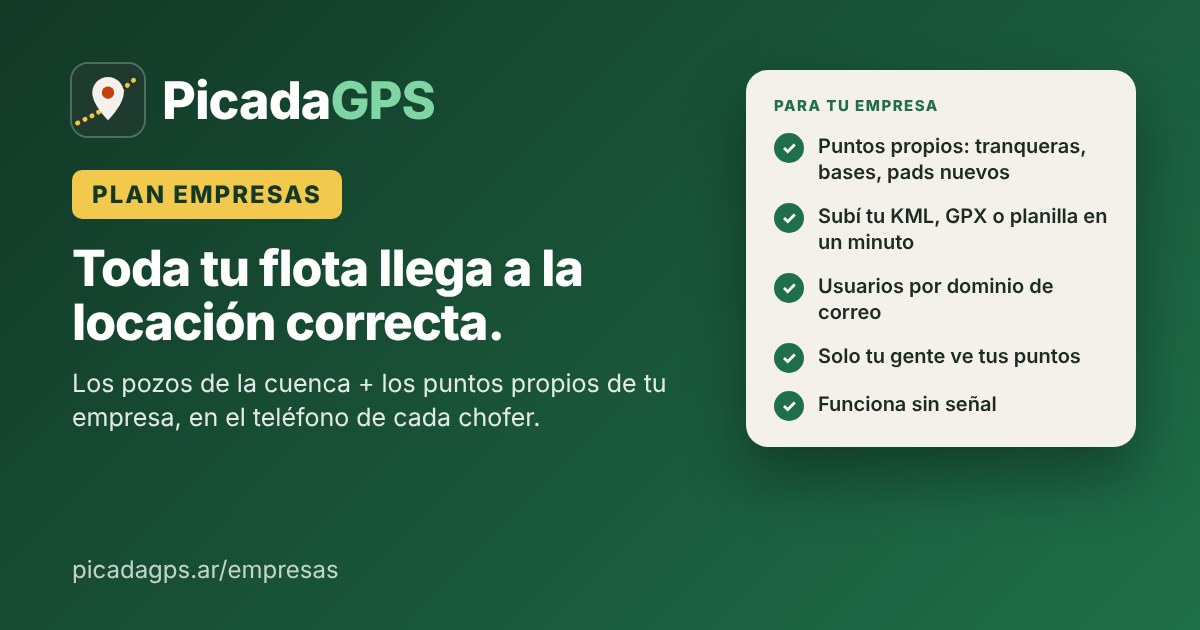 PicadaGPS
PLAN EMPRESAS
Toda tu flota llega a la
locación correcta.
Los pozos de la cuenca + los puntos propios de tu
empresa, en el teléfono de cada chofer.
picadagps.ar/empresas
PARA TU EMPRESA
Puntos propios: tranqueras,
bases, pads nuevos
Subí tu KML, GPX o planilla en
un minuto
Usuarios por dominio de
correo
Solo tu gente ve tus puntos
Funciona sin señal